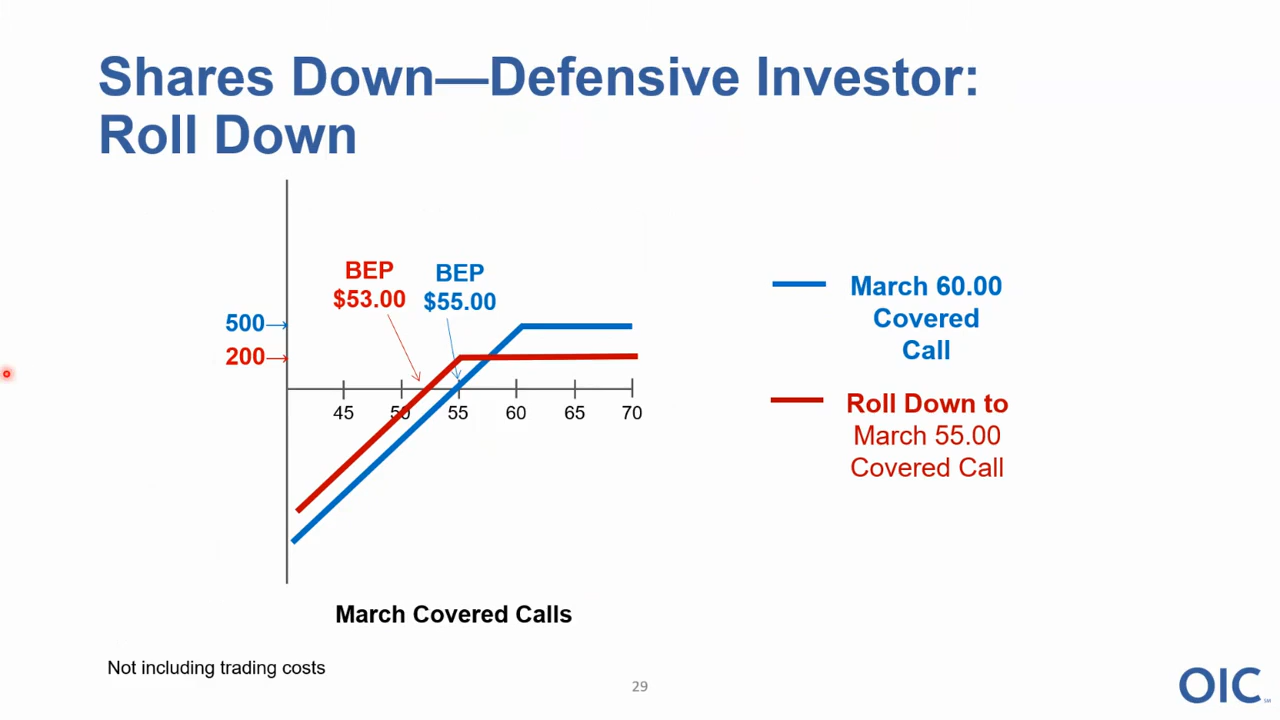 Shares Down—Defensive Investor:
Roll Down
BEP
$53.00
BEP
$55.00
500
200
45
50
55
60
65
70
March 60.00
Covered
Call
Roll Down to
March 55.00
Covered Call
March Covered Calls
Not including trading costs
29
OIC SM